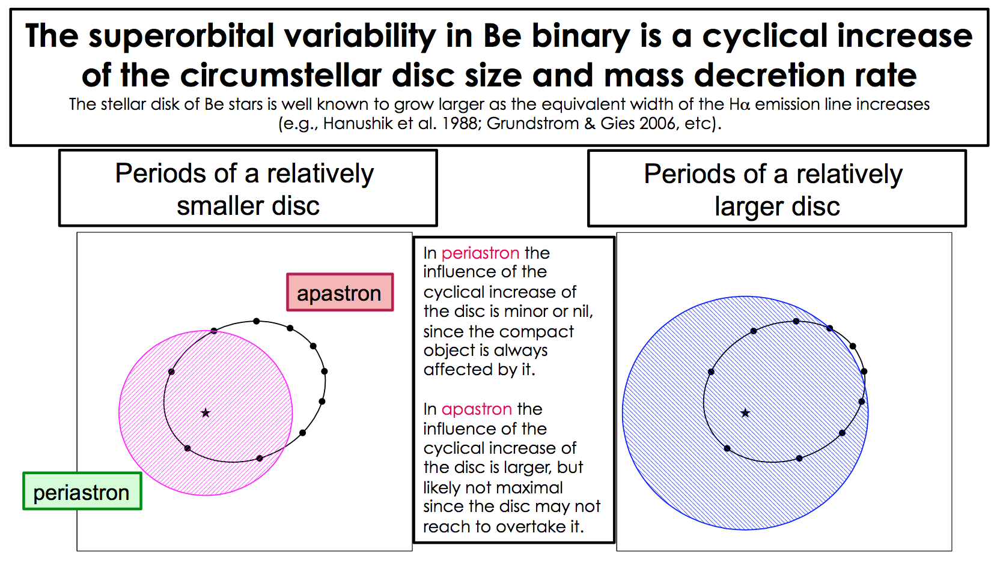 The superorbital variability in Be binary is a cyclical increase
of the circumstellar disc size and mass decretion rate
The stellar disk of Be stars is well known to grow larger as the equivalent width of the Hα emission line increases
(e.g., Hanushik et al. 1988; Grundstrom & Gies 2006, etc).
Periods of a relatively
smaller disc
Periods of a relatively
larger disc
apastron
periastron
In periastron the
influence of the
cyclical increase of
the disc is minor or nil,
since the compact
object is always
affected by it.
In apastron the
influence of the
cyclical increase of
the disc is larger, but
likely not maximal
since the disc may not
reach to overtake it.